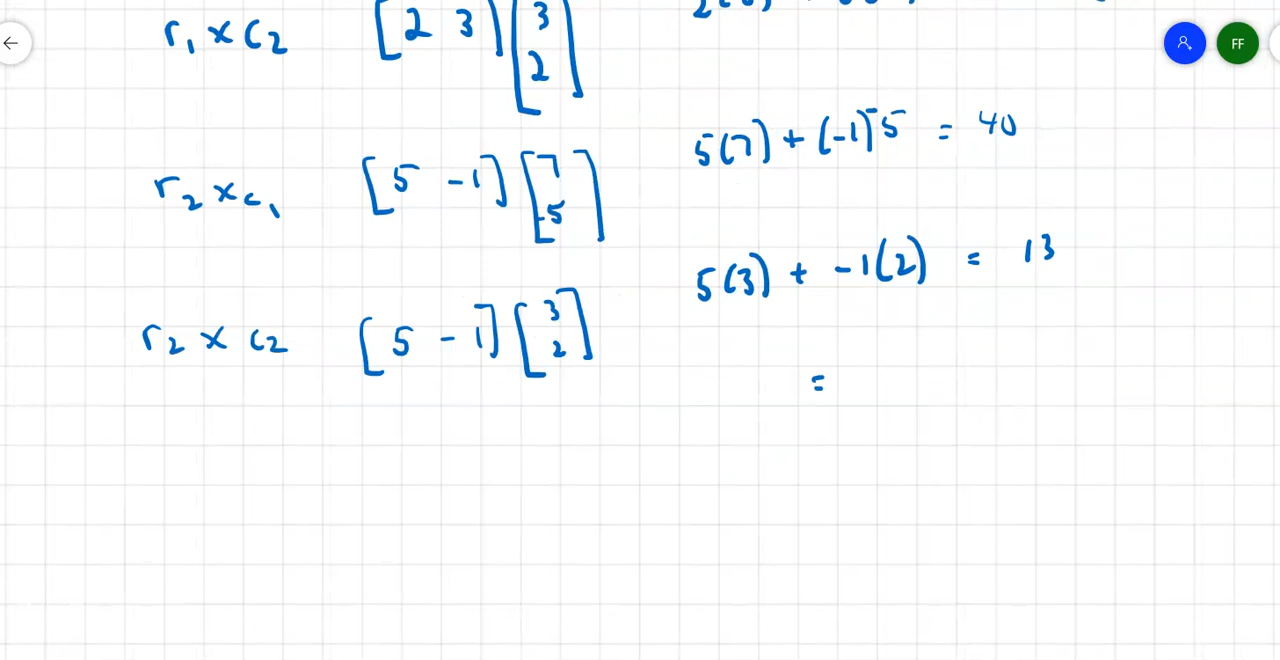 r₁ x c₂ [2 3] [3 2]
FF
r₂ x c₁ [5 -1] [7 -5] 5(7) + (-1)-5 = 40
5(3) + -1(2) = 13
r₂ x c₂ [5 -1] [3 2]
=